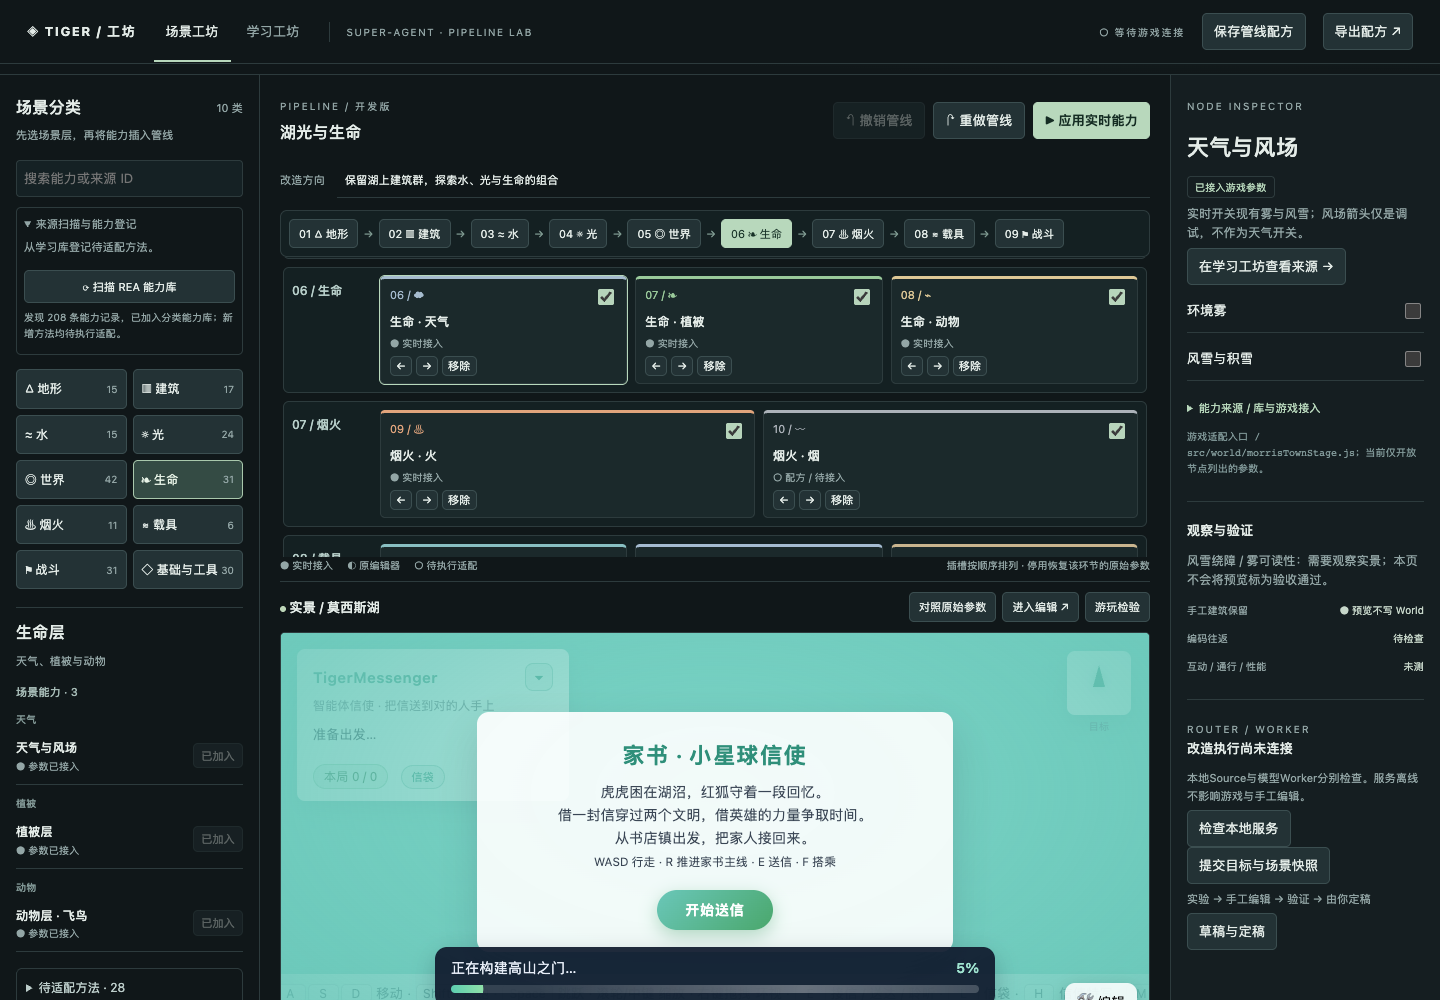 ◈ TIGER / 工坊
场景工坊
学习工坊
SUPER-AGENT · PIPELINE LAB
等待游戏连接
保存管线配方
导出配方 ↗
场景分类
10 类
先选场景层，再将能力插入管线
搜索能力或来源 ID
▼ 来源扫描与能力登记
从学习库登记待适配方法。
⟳ 扫描 REA 能力库
发现 208 条能力记录，已加入分类能力库；新
增方法均待执行适配。
地形 15
建筑 17
≈ 水 15
光 24
◎ 世界 42
生命 31
烟火 11
载具 6
战斗 31
◇ 基础与工具 30
生命层
天气、植被与动物
场景能力 · 3
天气
天气与风场
● 参数已接入
已加入
植被
植被层
● 参数已接入
已加入
动物
动物层 · 飞鸟
● 参数已接入
已加入
▶ 待适配方法 · 28
PIPELINE / 开发版
湖光与生命
撤销管线
重做管线
▶ 应用实时能力
改造方向
保留湖上建筑群，探索水、光与生命的组合
01 地形 →
02 建筑 →
03 ≈ 水 →
04 光 →
05 ◎ 世界 →
06 生命 →
07 烟火 →
08 载具 →
09 战斗
06 / 生命
06 /
生命 · 天气
● 实时接入
← → 移除
07 /
生命 · 植被
● 实时接入
← → 移除
08 /
生命 · 动物
● 实时接入
← → 移除
07 / 烟火
09 /
烟火 · 火
● 实时接入
← → 移除
10 / 〰
烟火 · 烟
○ 配方 / 待接入
← → 移除
08 / 载具
● 实时接入
◐ 原编辑器
○ 待执行适配
插槽按顺序排列 · 停用恢复该环节的原始参数
● 实景 / 莫西斯湖
对照原始参数
进入编辑 ↗
游玩检验
TigerMessenger
智能体信使 · 把信送到对的人手上
准备出发...
本局 0 / 0
信袋
目标
家书 · 小星球信使
虎虎困在湖沼，红狐守着一段回忆。
借一封信穿过两个文明，借英雄的力量争取时间。
从书店镇出发，把家人接回来。
WASD 行走 · R 推进家书主线 · E 送信 · F 搭乘
开始送信
正在构建高山之门...
5%
A S D 移动 ·
袋 · H
编辑
NODE INSPECTOR
天气与风场
已接入游戏参数
实时开关现有雾与风雪；风场箭头仅是调
试，不作为天气开关。
在学习工坊查看来源 →
环境雾
风雪与积雪
▶ 能力来源 / 库与游戏接入
游戏适配入口 /
src/world/morrisTownStage.js；当前仅开放
节点列出的参数。
观察与验证
风雪绕障 / 雾可读性：需要观察实景；本页
不会将预览标为验收通过。
手工建筑保留
● 预览不写 World
编码往返
待检查
互动 / 通行 / 性能
未测
ROUTER / WORKER
改造执行尚未连接
本地Source与模型Worker分别检查。服务离线
不影响游戏与手工编辑。
检查本地服务
提交目标与场景快照
实验 → 手工编辑 → 验证 → 由你定稿
草稿与定稿